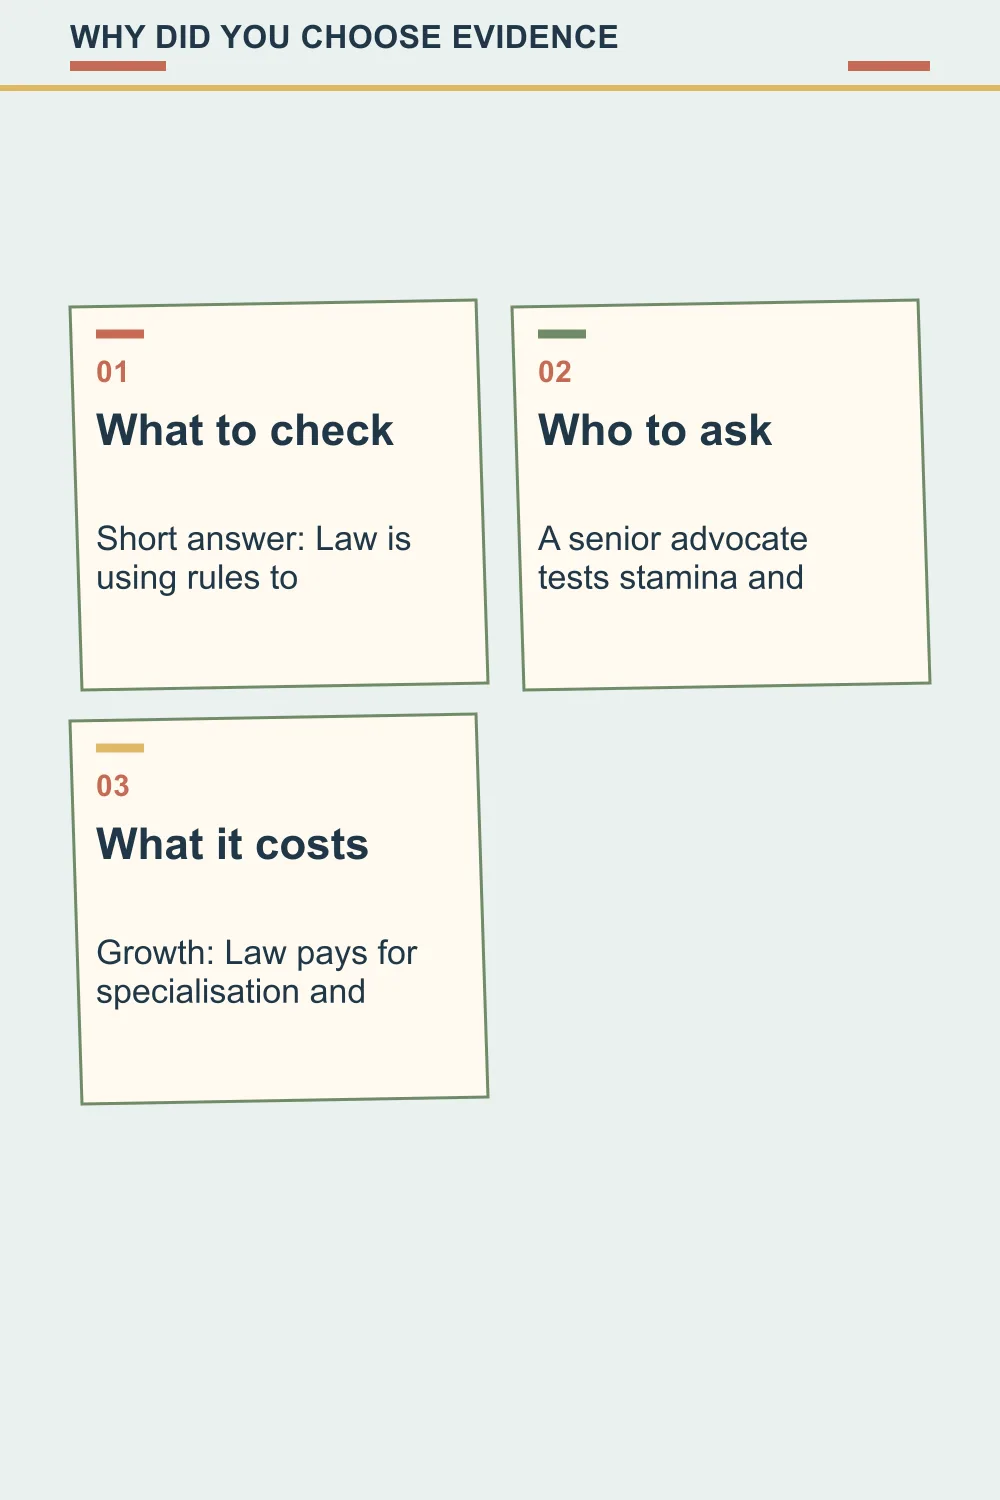 WHY DID YOU CHOOSE EVIDENCE
01
What to check
Short answer: Law is
using rules to
02
Who to ask
A senior advocate
tests stamina and
03
What it costs
Growth: Law pays for
specialisation and